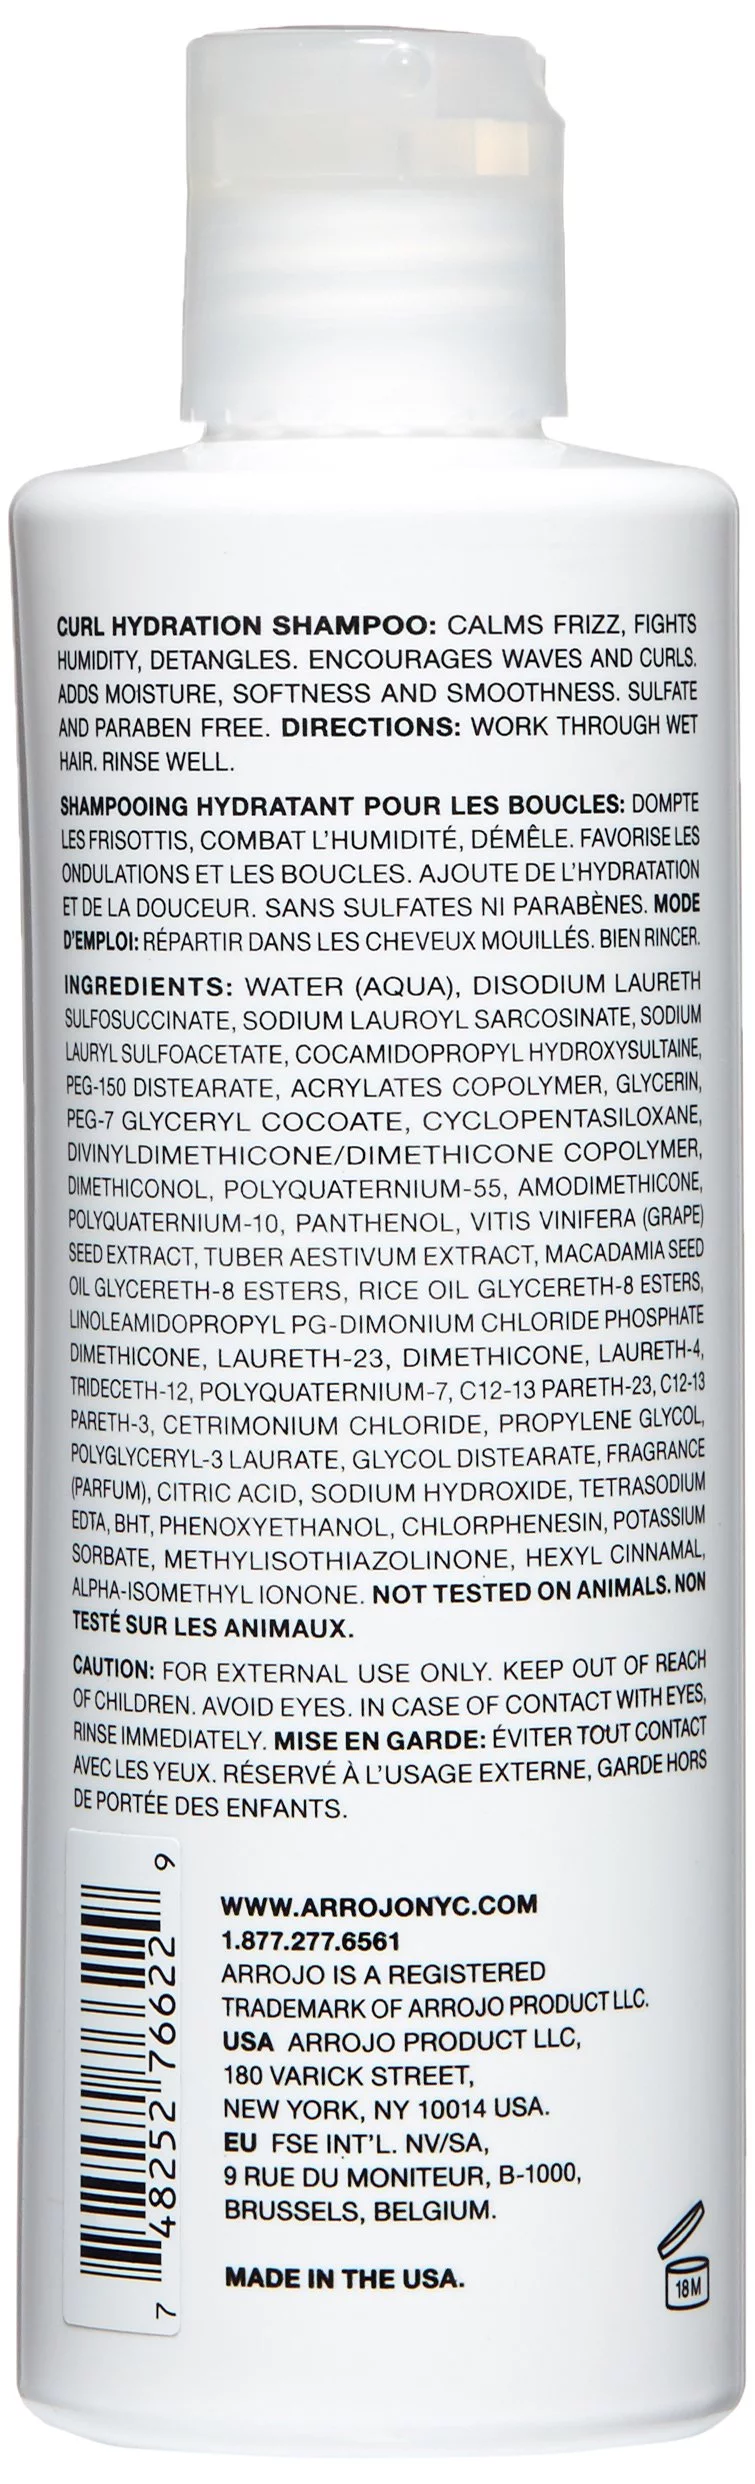 CURL HYDRATION SHAMPOO: CALMS FRIZZ, FIGHTS
HUMIDITY, DETANGLES. ENCOURAGES WAVES AND CURLS.
ADDS MOISTURE, SOFTNESS AND SMOOTHNESS. SULFATE
AND PARABEN FREE. DIRECTIONS: WORK THROUGH WET
HAIR. RINSE WELL.
SHAMPOOING HYDRATANT POUR LES BOUCLES: DOMPTE
LES FRISOTTIS, COMBAT L'HUMIDITÉ, DÉMÊLE. FAVORISE LES
ONDULATIONS ET LES BOUCLES. AJOUTE DE L'HYDRATATION
ET DE LA DOUCEUR. SANS SULFATES NI PARABÈNES. MODE
D'EMPLOI: RÉPARTIR DANS LES CHEVEUX MOUILLÉS. BIEN RINCER.
INGREDIENTS: WATER (AQUA), DISODIUM LAURETH
SULFOSUCCINATE, SODIUM LAUROYL SARCOSINATE, SODIUM
LAURYL SULFOACETATE, COCAMIDOPROPYL HYDROXYSULTAINE,
PEG-150 DISTEARATE, ACRYLATES COPOLYMER, GLYCERIN,
PEG-7 GLYCERYL COCOATE, CYCLOPENTASILOXANE,
DIVINYLDIMETHICONE/DIMETHICONE COPOLYMER,
DIMETHICONOL, POLYQUATERNIUM-55, AMODIMETHICONE,
POLYQUATERNIUM-10, PANTHENOL, VITIS VINIFERA (GRAPE)
SEED EXTRACT, TUBER AESTIVUM EXTRACT, MACADAMIA SEED
OIL GLYCERETH-8 ESTERS, RICE OIL GLYCERETH-8 ESTERS,
LINOLEAMIDOPROPYL PG-DIMONIUM CHLORIDE PHOSPHATE
DIMETHICONE, LAURETH-23, DIMETHICONE, LAURETH-4,
TRIDECETH-12, POLYQUATERNIUM-7, C12-13 PARETH-23, C12-13
PARETH-3, CETRIMONIUM CHLORIDE, PROPYLENE GLYCOL,
POLYGLYCERYL-3 LAURATE, GLYCOL DISTEARATE, FRAGRANCE
(PARFUM), CITRIC ACID, SODIUM HYDROXIDE, TETRASODIUM
EDTA, BHT, PHENOXYETHANOL, CHLORPHENESIN, POTASSIUM
SORBATE, METHYLISOTHIAZOLINONE, HEXYL CINNAMAL,
ALPHA-ISOMETHYL IONONE. NOT TESTED ON ANIMALS. NON
TESTÉ SUR LES ANIMAUX.
CAUTION: FOR EXTERNAL USE ONLY. KEEP OUT OF REACH
OF CHILDREN. AVOID EYES. IN CASE OF CONTACT WITH EYES,
RINSE IMMEDIATELY. MISE EN GARDE: ÉVITER TOUT CONTACT
AVEC LES YEUX. RÉSERVÉ À L'USAGE EXTERNE, GARDE HORS
DE PORTÉE DES ENFANTS.
7 48252 76622 9
WWW.ARROJONYC.COM
1.877.277.6561
ARROJO IS A REGISTERED
TRADEMARK OF ARROJO PRODUCT LLC.
USA ARROJO PRODUCT LLC,
180 VARICK STREET,
NEW YORK, NY 10014 USA.
EU FSE INT'L. NV/SA,
9 RUE DU MONITEUR, B-1000,
BRUSSELS, BELGIUM.
MADE IN THE USA.
18M